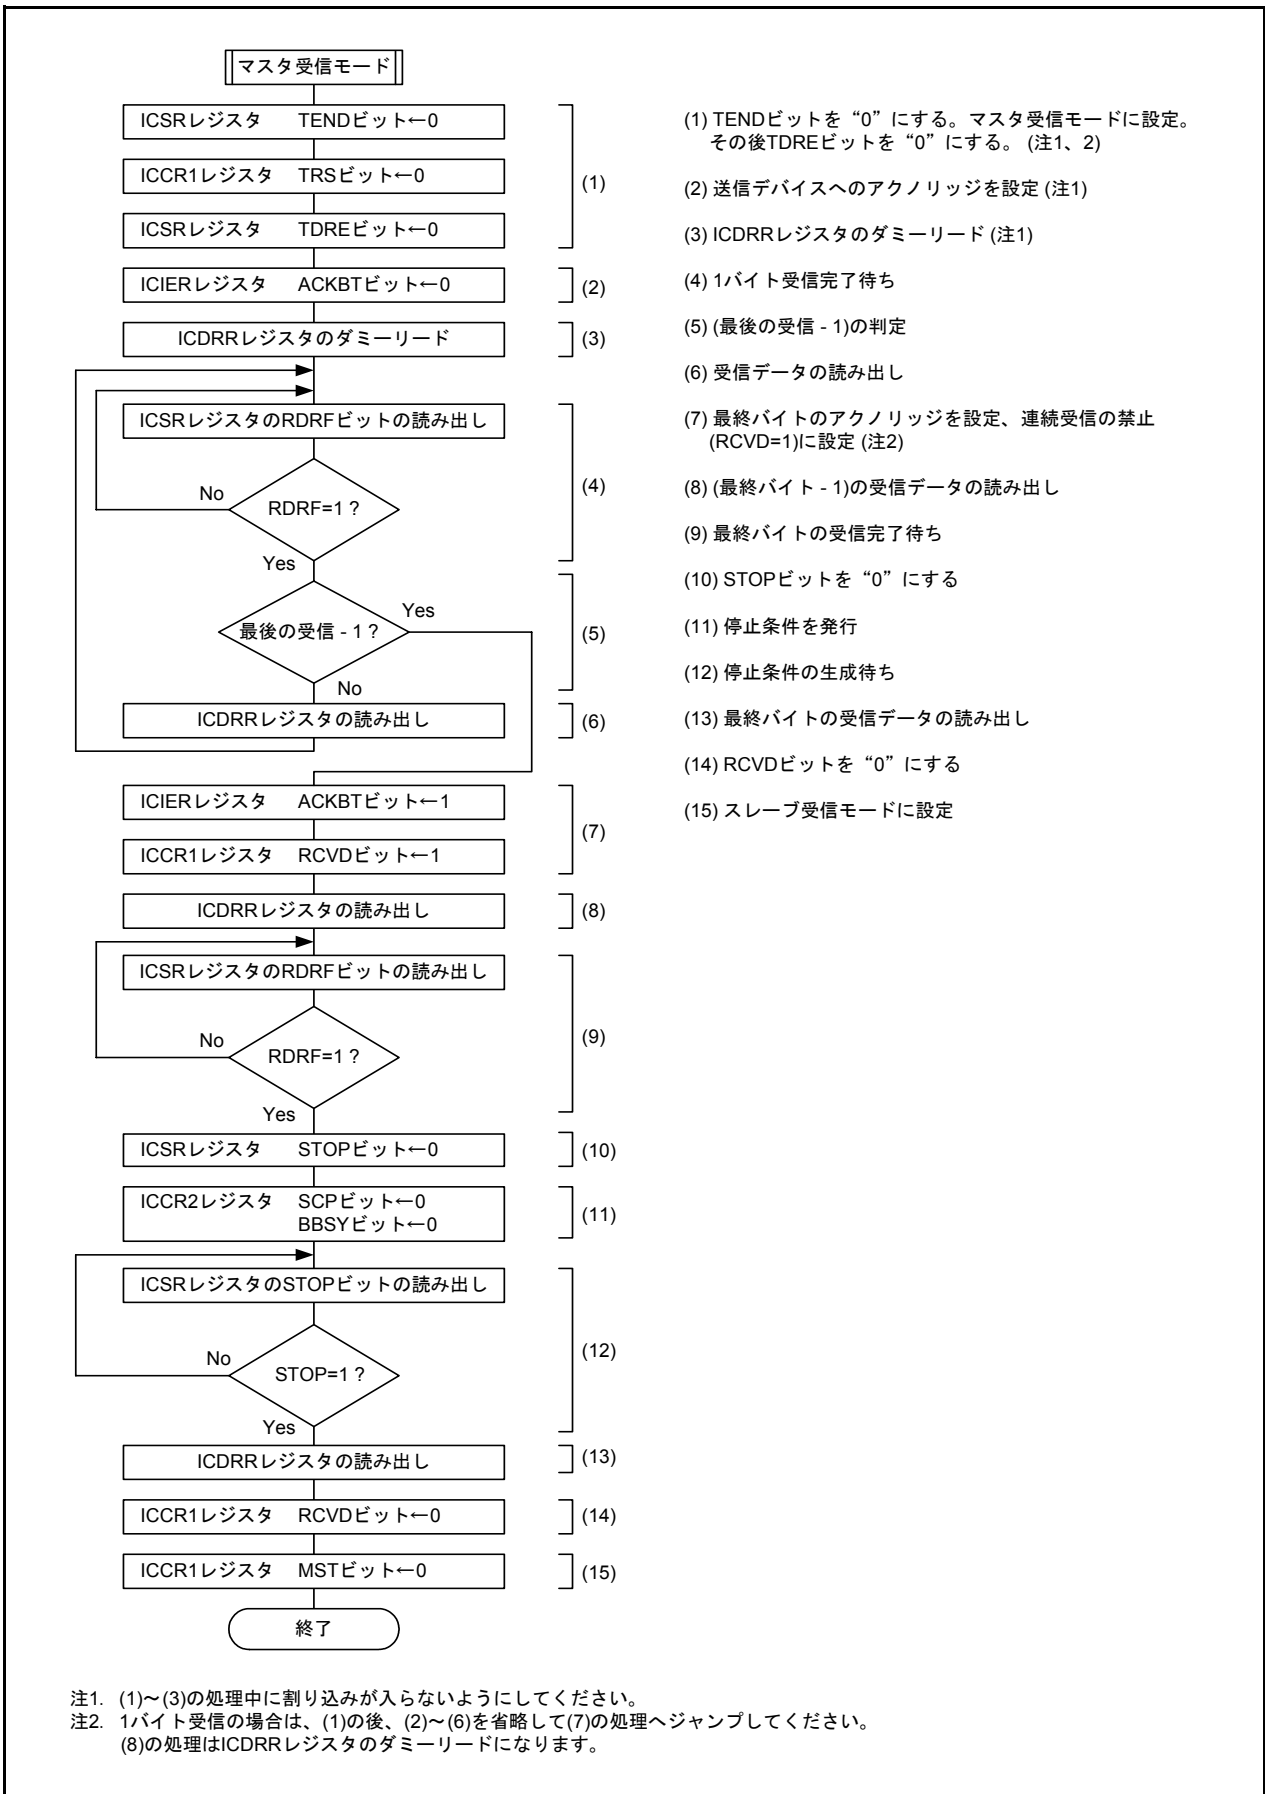 マスタ受信モード
ICSRレジスタ TENDビット←0
ICCR1レジスタ TRSビット←0
ICSRレジスタ TDREビット←0
(1)
ICIERレジスタ ACKBTビット←0
(2)
ICDRRレジスタのダミーリード
(3)
ICSRレジスタのRDRFビットの読み出し
RDRF=1 ?
No
Yes
(4)
最後の受信 - 1 ?
Yes
No
(5)
ICDRRレジスタの読み出し
(6)
ICIERレジスタ ACKBTビット←1
ICCR1レジスタ RCVDビット←1
(7)
ICDRRレジスタの読み出し
(8)
ICSRレジスタのRDRFビットの読み出し
No
RDRF=1 ?
Yes
(9)
ICSRレジスタ STOPビット←0
(10)
ICCR2レジスタ SCPビット←0
BBSYビット←0
(11)
ICSRレジスタのSTOPビットの読み出し
No
STOP=1 ?
Yes
(12)
ICDRRレジスタの読み出し
(13)
ICCR1レジスタ RCVDビット←0
(14)
ICCR1レジスタ MSTビット←0
(15)
終了
(1) TENDビットを“0”にする。マスタ受信モードに設定。
その後TDREビットを“0”にする。 (注1、2)
(2) 送信デバイスへのアクノリッジを設定 (注1)
(3) ICDRRレジスタのダミーリード (注1)
(4) 1バイト受信完了待ち
(5) (最後の受信 - 1)の判定
(6) 受信データの読み出し
(7) 最終バイトのアクノリッジを設定、連続受信の禁止
(RCVD=1)に設定 (注2)
(8) (最終バイト - 1)の受信データの読み出し
(9) 最終バイトの受信完了待ち
(10) STOPビットを“0”にする
(11) 停止条件を発行
(12) 停止条件の生成待ち
(13) 最終バイトの受信データの読み出し
(14) RCVDビットを“0”にする
(15) スレーブ受信モードに設定
注1. (1)～(3)の処理中に割り込みが入らないようにしてください。
注2. 1バイト受信の場合は、(1)の後、(2)～(6)を省略して(7)の処理へジャンプしてください。
(8)の処理はICDRRレジスタのダミーリードになります。